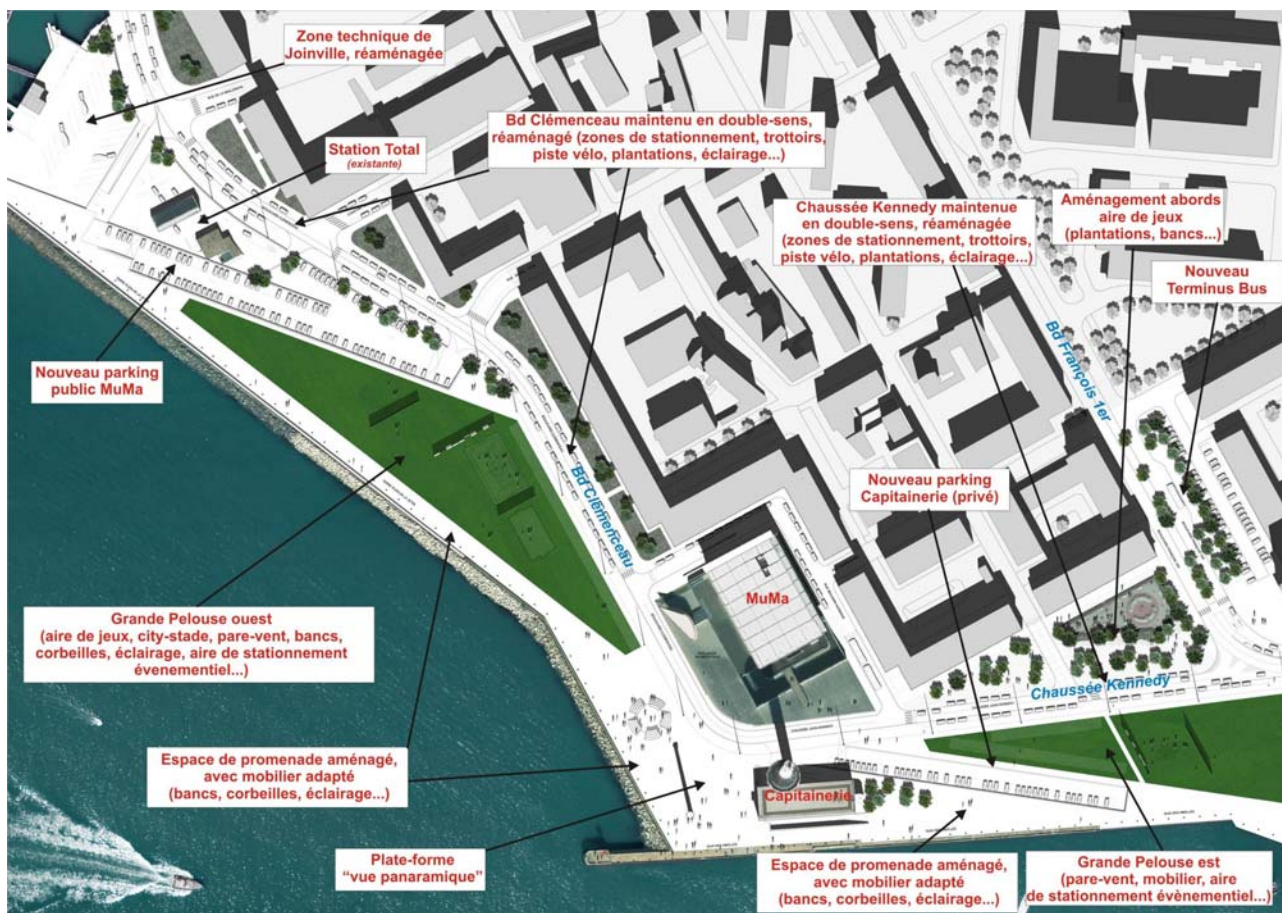 Zone technique de
Joinville, réaménagée
Station Total
(existante)
Bd Clémenceau maintenu en double-sens,
réaménagé (zones de stationnement, trottoirs,
piste vélo, plantations, éclairage...)
Chaussée Kennedy maintenue
en double-sens, réaménagée
(zones de stationnement, trottoirs,
piste vélo, plantations, éclairage...)
Aménagement abords
aire de jeux
(plantations, bancs...)
Nouveau
Terminus Bus
Bd François 1er
Nouveau parking
public MuMa
Bd Clémenceau
Nouveau parking
Capitainerie (privé)
MuMa
Grande Pelouse ouest
(aire de jeux, city-stade, pare-vent, bancs,
corbeilles, éclairage, aire de stationnement
évenementiel...)
Chaussée Kennedy
Espace de promenade aménagé,
avec mobilier adapté
(bancs, corbeilles, éclairage...)
Capitainerie
Plate-forme
“vue panaramique”
Espace de promenade aménagé,
avec mobilier adapté
(bancs, corbeilles, éclairage...)
Grande Pelouse est
(pare-vent, mobilier, aire
de stationnement évènementiel...)